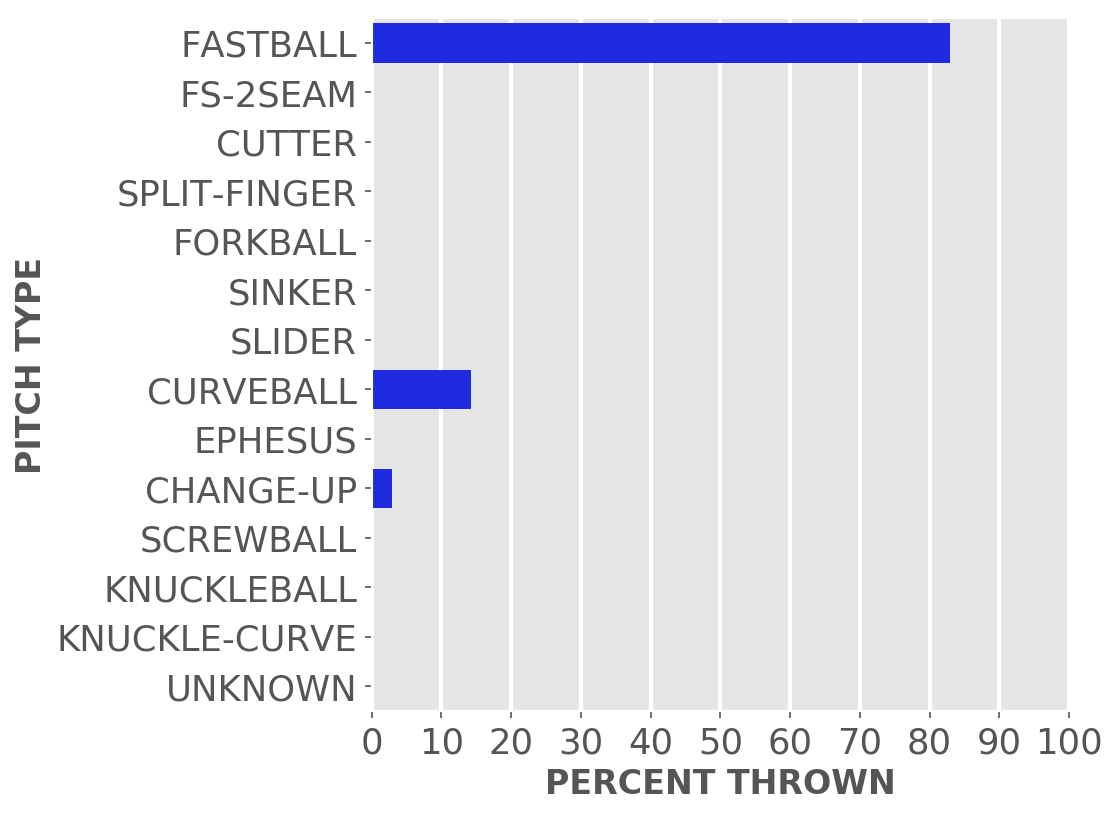 FASTBALL
FS-2SEAM
CUTTER
SPLIT-FINGER
FORKBALL
SINKER
SLIDER
CURVEBALL
EPHESUS
CHANGE-UP
SCREWBALL
KNUCKLEBALL
KNUCKLE-CURVE
UNKNOWN
PITCH TYPE
0 10 20 30 40 50 60 70 80 90 100
PERCENT THROWN